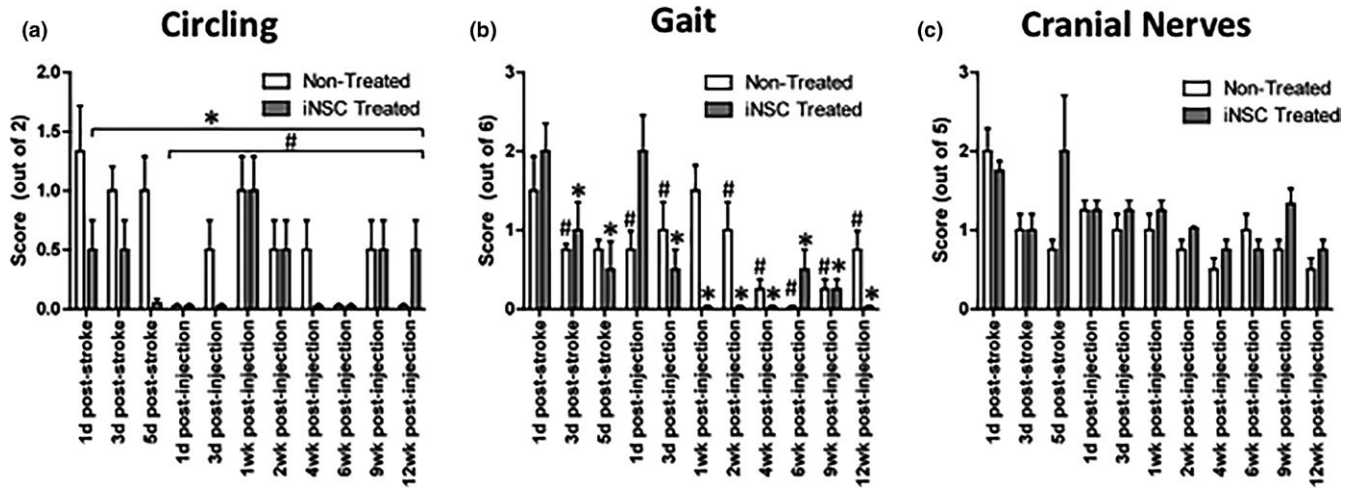 (a) Circling
Score (out of 2)
2.0
1.5
1.0
0.5
0.0
Non-Treated
iNSC Treated
*
#
1d post-stroke
3d post-stroke
5d post-stroke
1d post-injection
3d post-injection
1wk post-injection
2wk post-injection
4wk post-injection
6wk post-injection
9wk post-injection
12wk post-injection
(b) Gait
Score (out of 6)
3
2
1
0
Non-Treated
iNSC Treated
# * * # # * * # * # * # * # * #  *
1d post-stroke
3d post-stroke
5d post-stroke
1d post-injection
3d post-injection
1wk post-injection
2wk post-injection
4wk post-injection
6wk post-injection
9wk post-injection
12wk post-injection
(c) Cranial Nerves
Score (out of 5)
3
2
1
0
Non-Treated
iNSC Treated
1d post-stroke
3d post-stroke
5d post-stroke
1d post-injection
3d post-injection
1wk post-injection
2wk post-injection
4wk post-injection
6wk post-injection
9wk post-injection
12wk post-injection